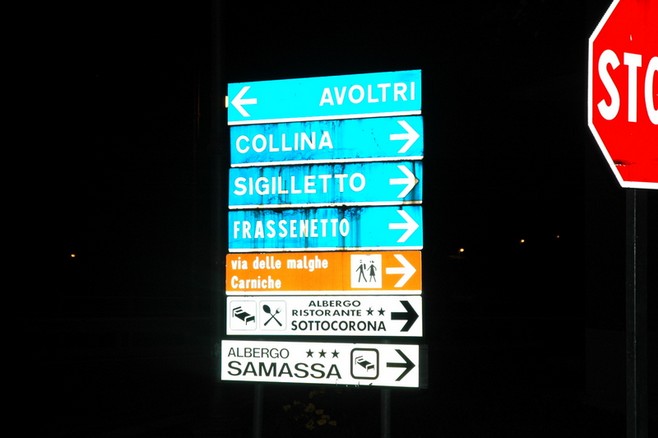 AVOLTRI
COLLINA
SIGILLETTO
FRASSENETTO
via delle malghe
Carniche
ALBERGO
RISTORANTE ★★
SOTTOCORONA
ALBERGO ★★★
SAMASSA
STO